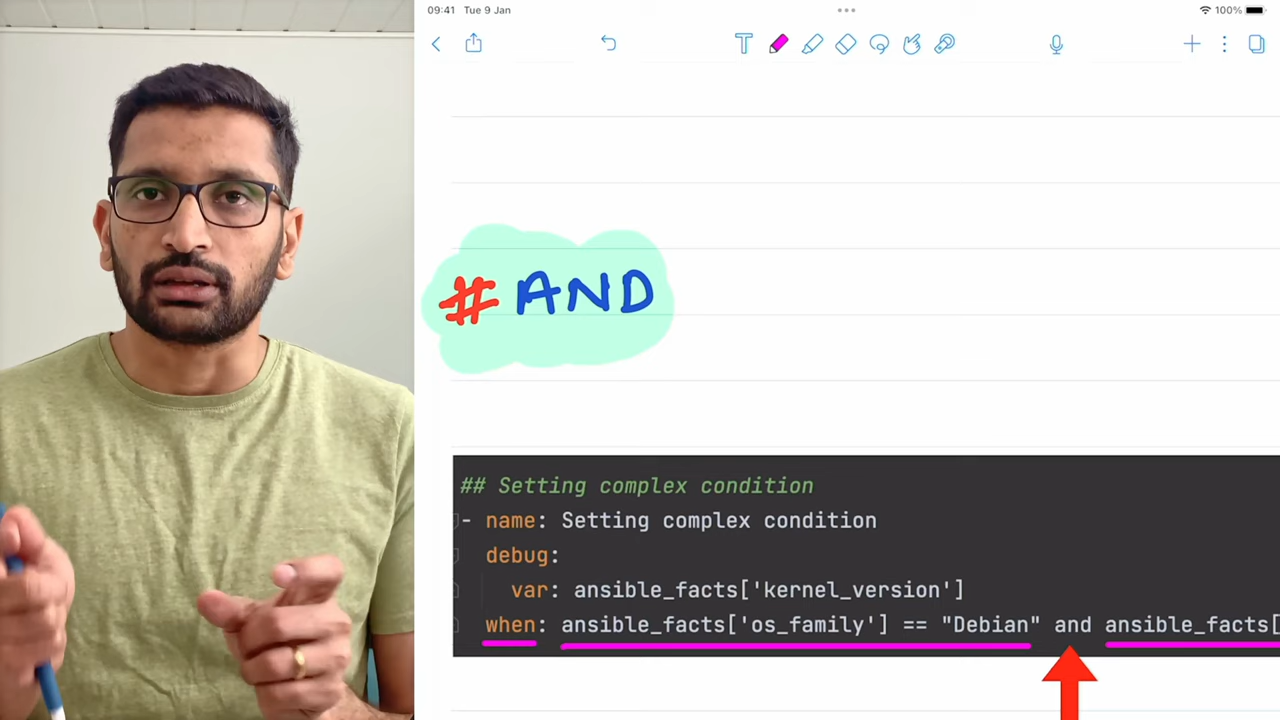 09:41 Tue 9 Jan
100%
T
# AND
## Setting complex condition
- name: Setting complex condition
debug:
var: ansible_facts['kernel_version']
when: ansible_facts['os_family'] == "Debian" and ansible_facts[